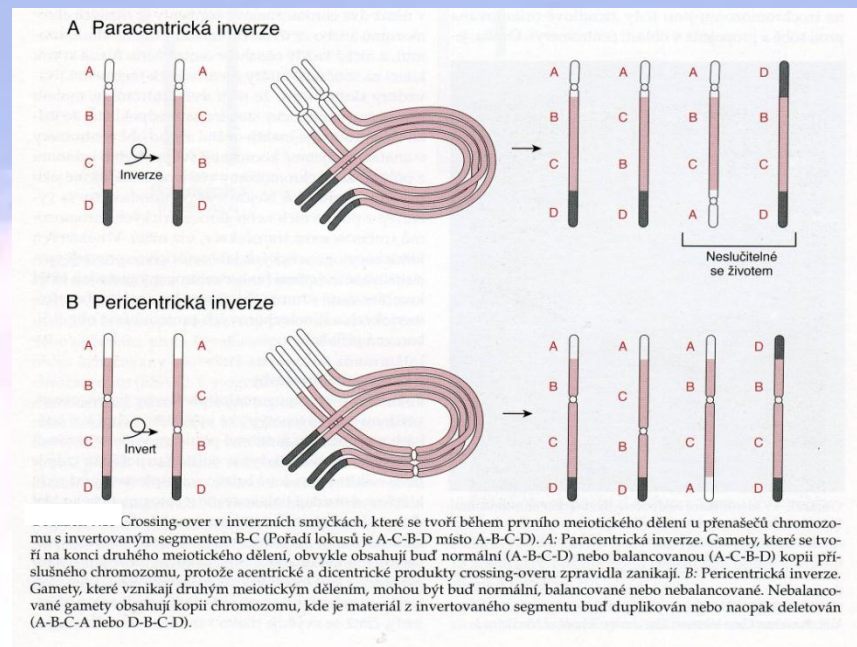 A Paracentrická inverze
A A A A A D
B C B C B B
Inverze
C B C B C C
D D D D A D
Neslučitelné
se životem
B Pericentrická inverze
A A A A A D
B C B C B B
Invert
C B C B C C
D D D D A D
Crossing-over v inverzních smyčkách, které se tvoří během prvního meiotického dělení u přenašečů chromozo-
mu s invertovaným segmentem B-C (Pořadí lokusů je A-C-B-D místo A-B-C-D). A: Paracentrická inverze. Gamety, které se tvo-
ří na konci druhého meiotického dělení, obvykle obsahují buď normální (A-B-C-D) nebo balancovanou (A-C-B-D) kopii pří-
slušného chromozomu, protože acentrické a dicentrické produkty crossing-overu zpravidla zanikají. B: Pericentrická inverze.
Gamety, které vznikají druhým meiotickým dělením, mohou být buď normální, balancované nebo nebalancované. Nebalanco-
vané gamety obsahují kopii chromozomu, kde je materiál z invertovaného segmentu buď duplikován nebo naopak deletován
(A-B-C-A nebo D-B-C-D).